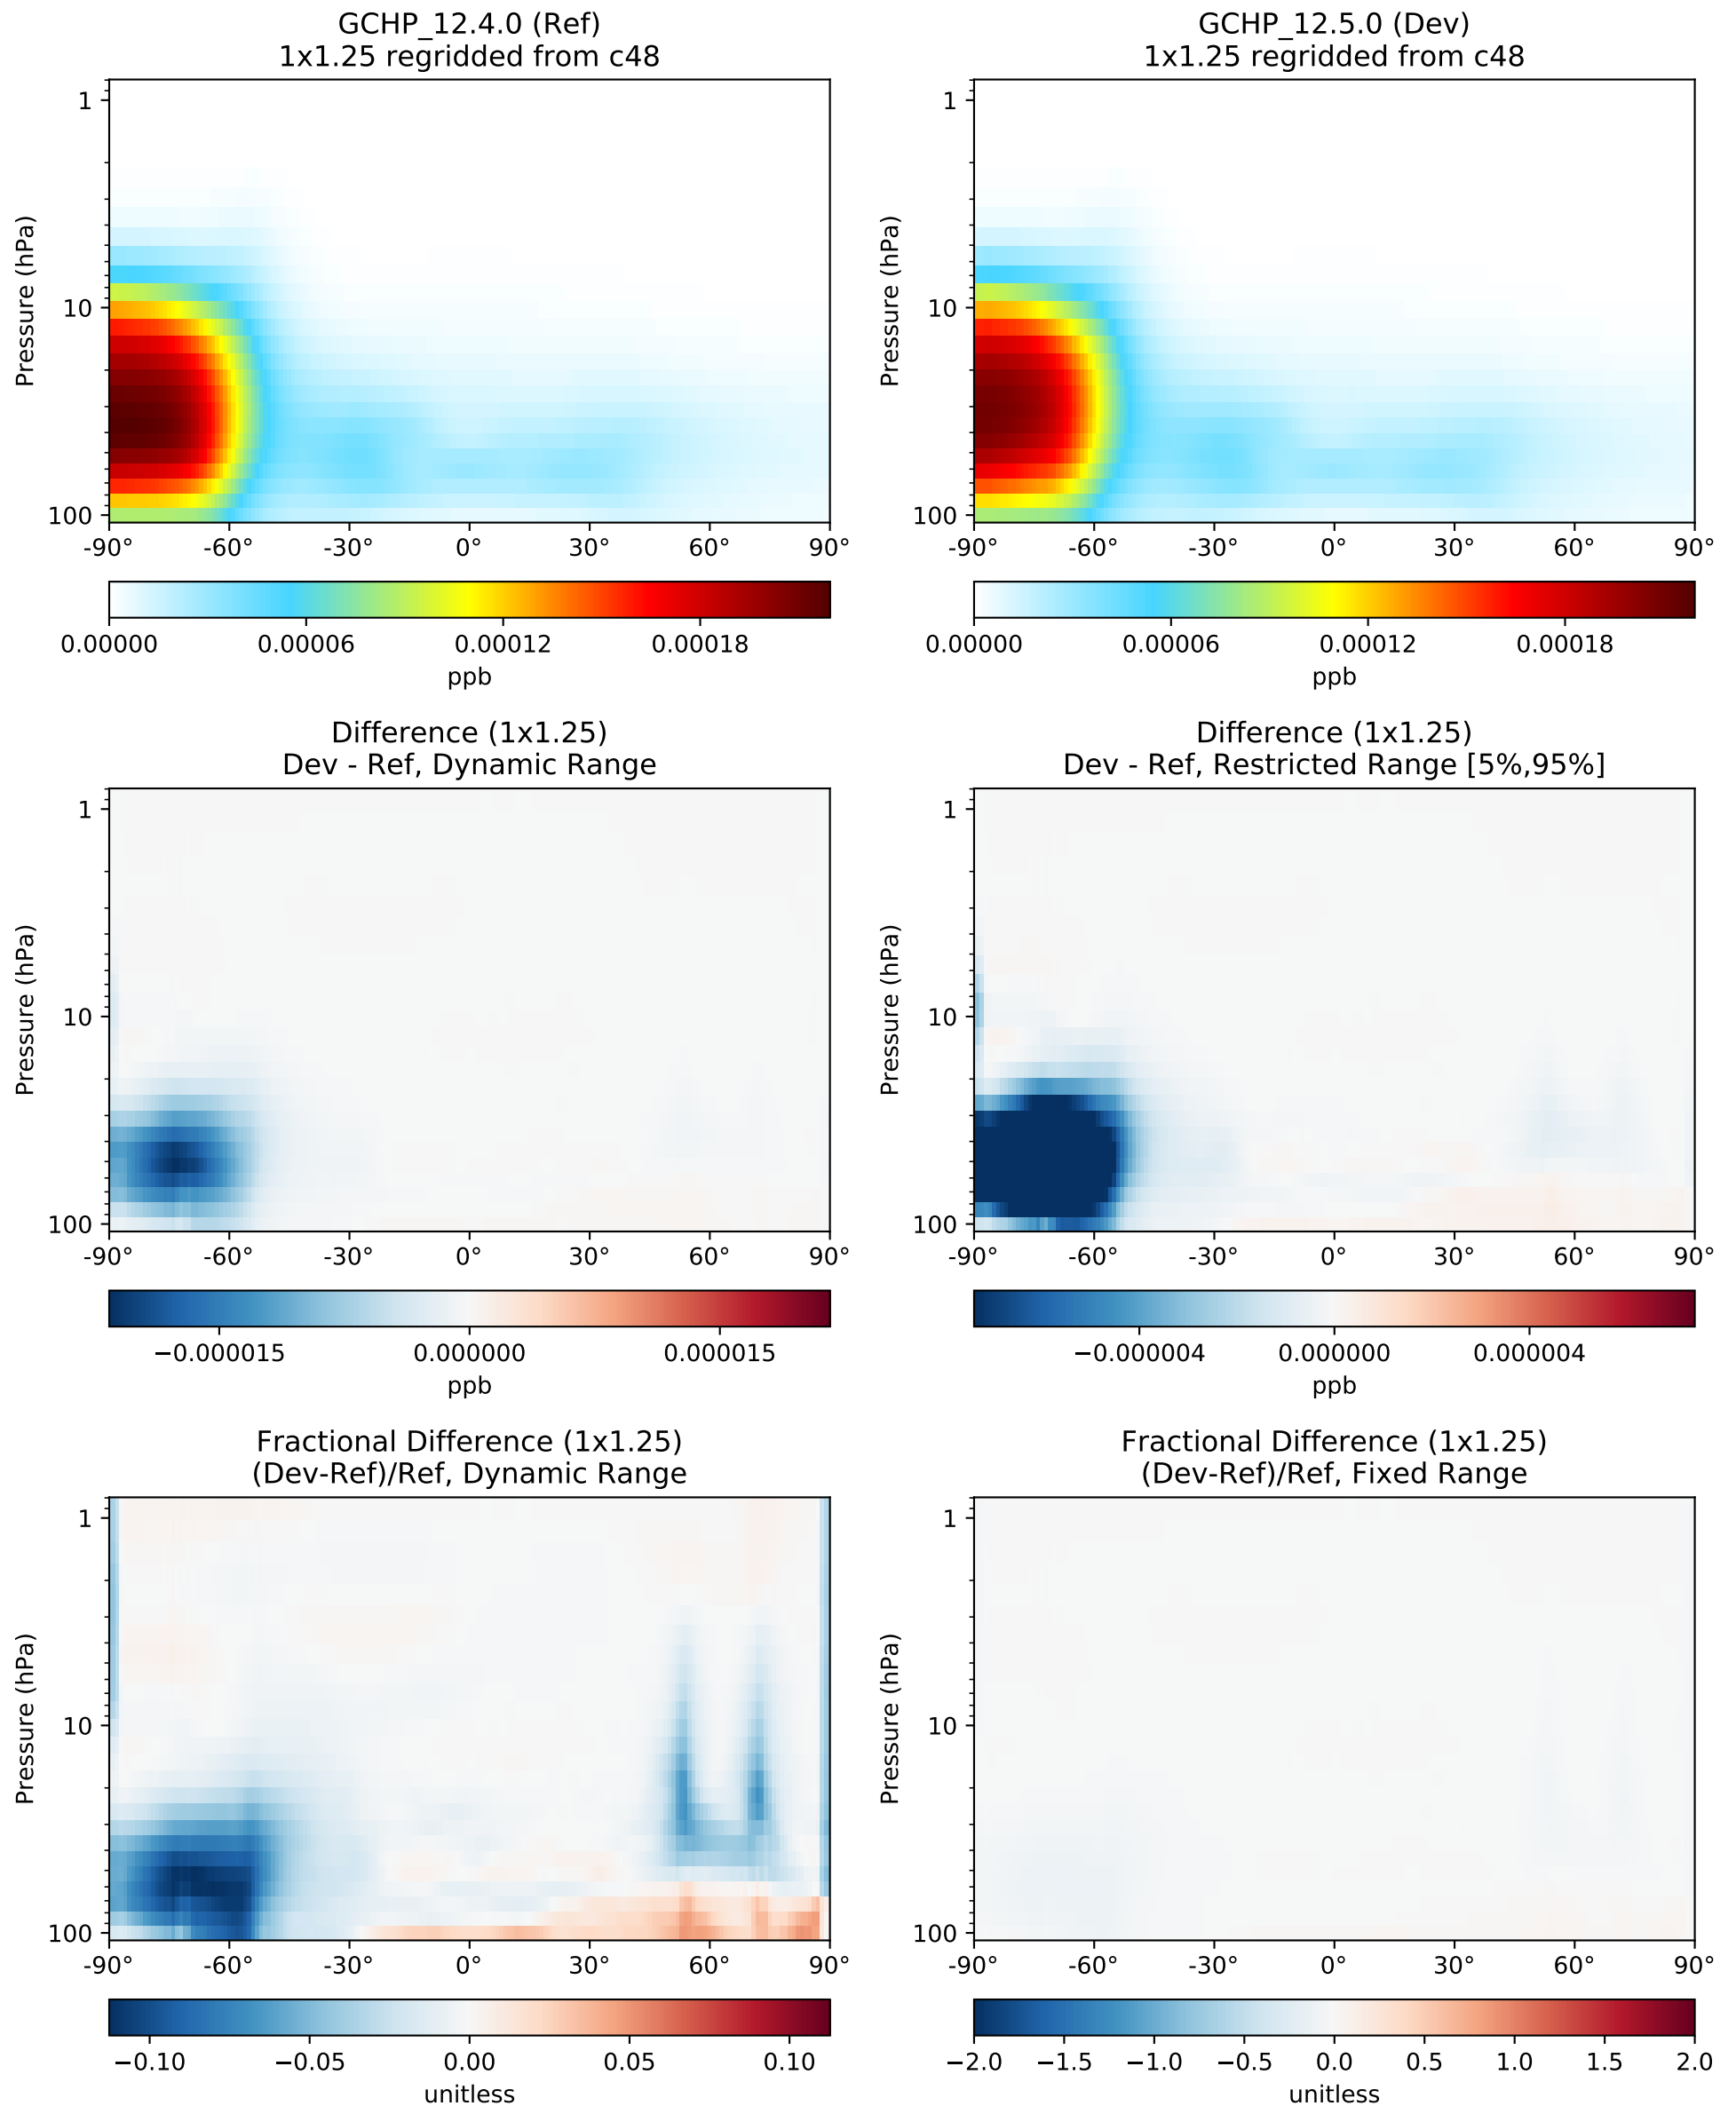 GCHP_12.4.0 (Ref)
1x1.25 regridded from c48
Pressure (hPa)
1
10
100
-90° -60° -30° 0° 30° 60° 90°
0.00000 0.00006 0.00012 0.00018
ppb
GCHP_12.5.0 (Dev)
1x1.25 regridded from c48
Pressure (hPa)
1
10
100
-90° -60° -30° 0° 30° 60° 90°
0.00000 0.00006 0.00012 0.00018
ppb
Difference (1x1.25)
Dev - Ref, Dynamic Range
Pressure (hPa)
1
10
100
-90° -60° -30° 0° 30° 60° 90°
−0.000015 0.000000 0.000015
ppb
Difference (1x1.25)
Dev - Ref, Restricted Range [5%,95%]
Pressure (hPa)
1
10
100
-90° -60° -30° 0° 30° 60° 90°
−0.000004 0.000000 0.000004
ppb
Fractional Difference (1x1.25)
(Dev-Ref)/Ref, Dynamic Range
Pressure (hPa)
1
10
100
-90° -60° -30° 0° 30° 60° 90°
−0.10 −0.05 0.00 0.05 0.10
unitless
Fractional Difference (1x1.25)
(Dev-Ref)/Ref, Fixed Range
Pressure (hPa)
1
10
100
-90° -60° -30° 0° 30° 60° 90°
−2.0 −1.5 −1.0 −0.5 0.0 0.5 1.0 1.5 2.0
unitless